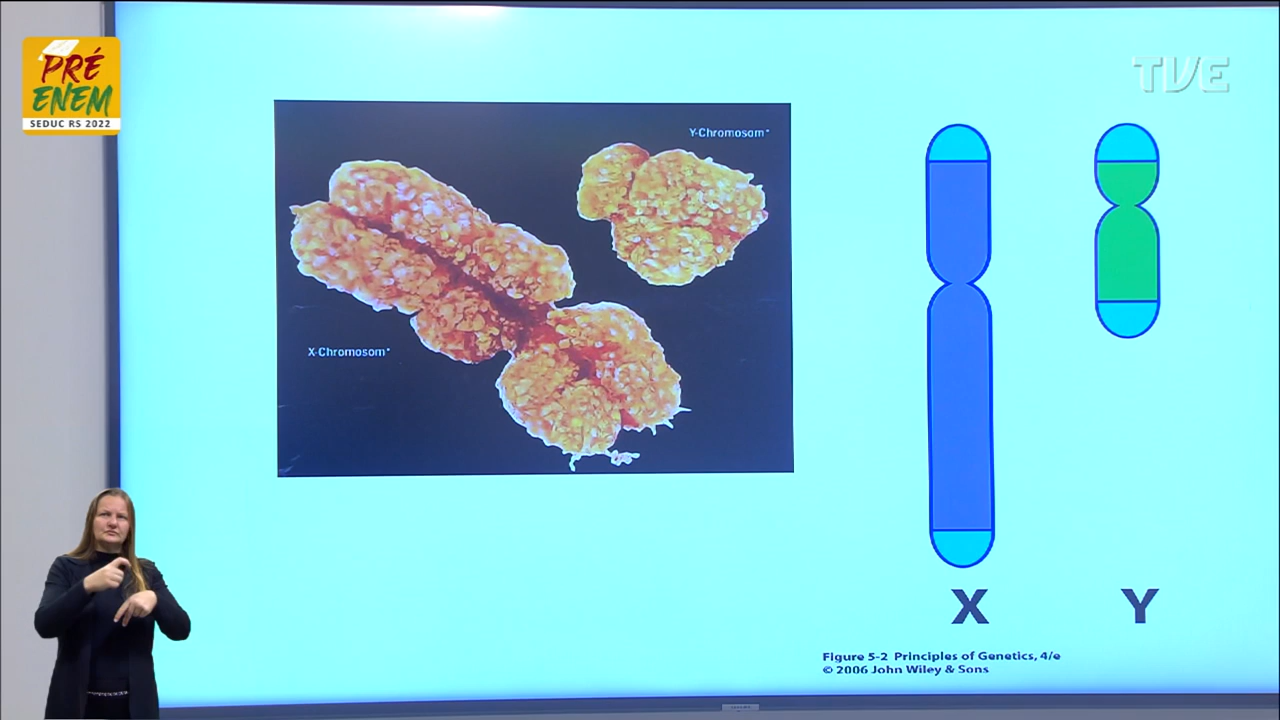 PRÉ
ENEM
SEDUC RS 2022
TVE
Y-Chromosom*
X-Chromosom*
X
Y
Figure 5-2 Principles of Genetics, 4/e
© 2006 John Wiley & Sons